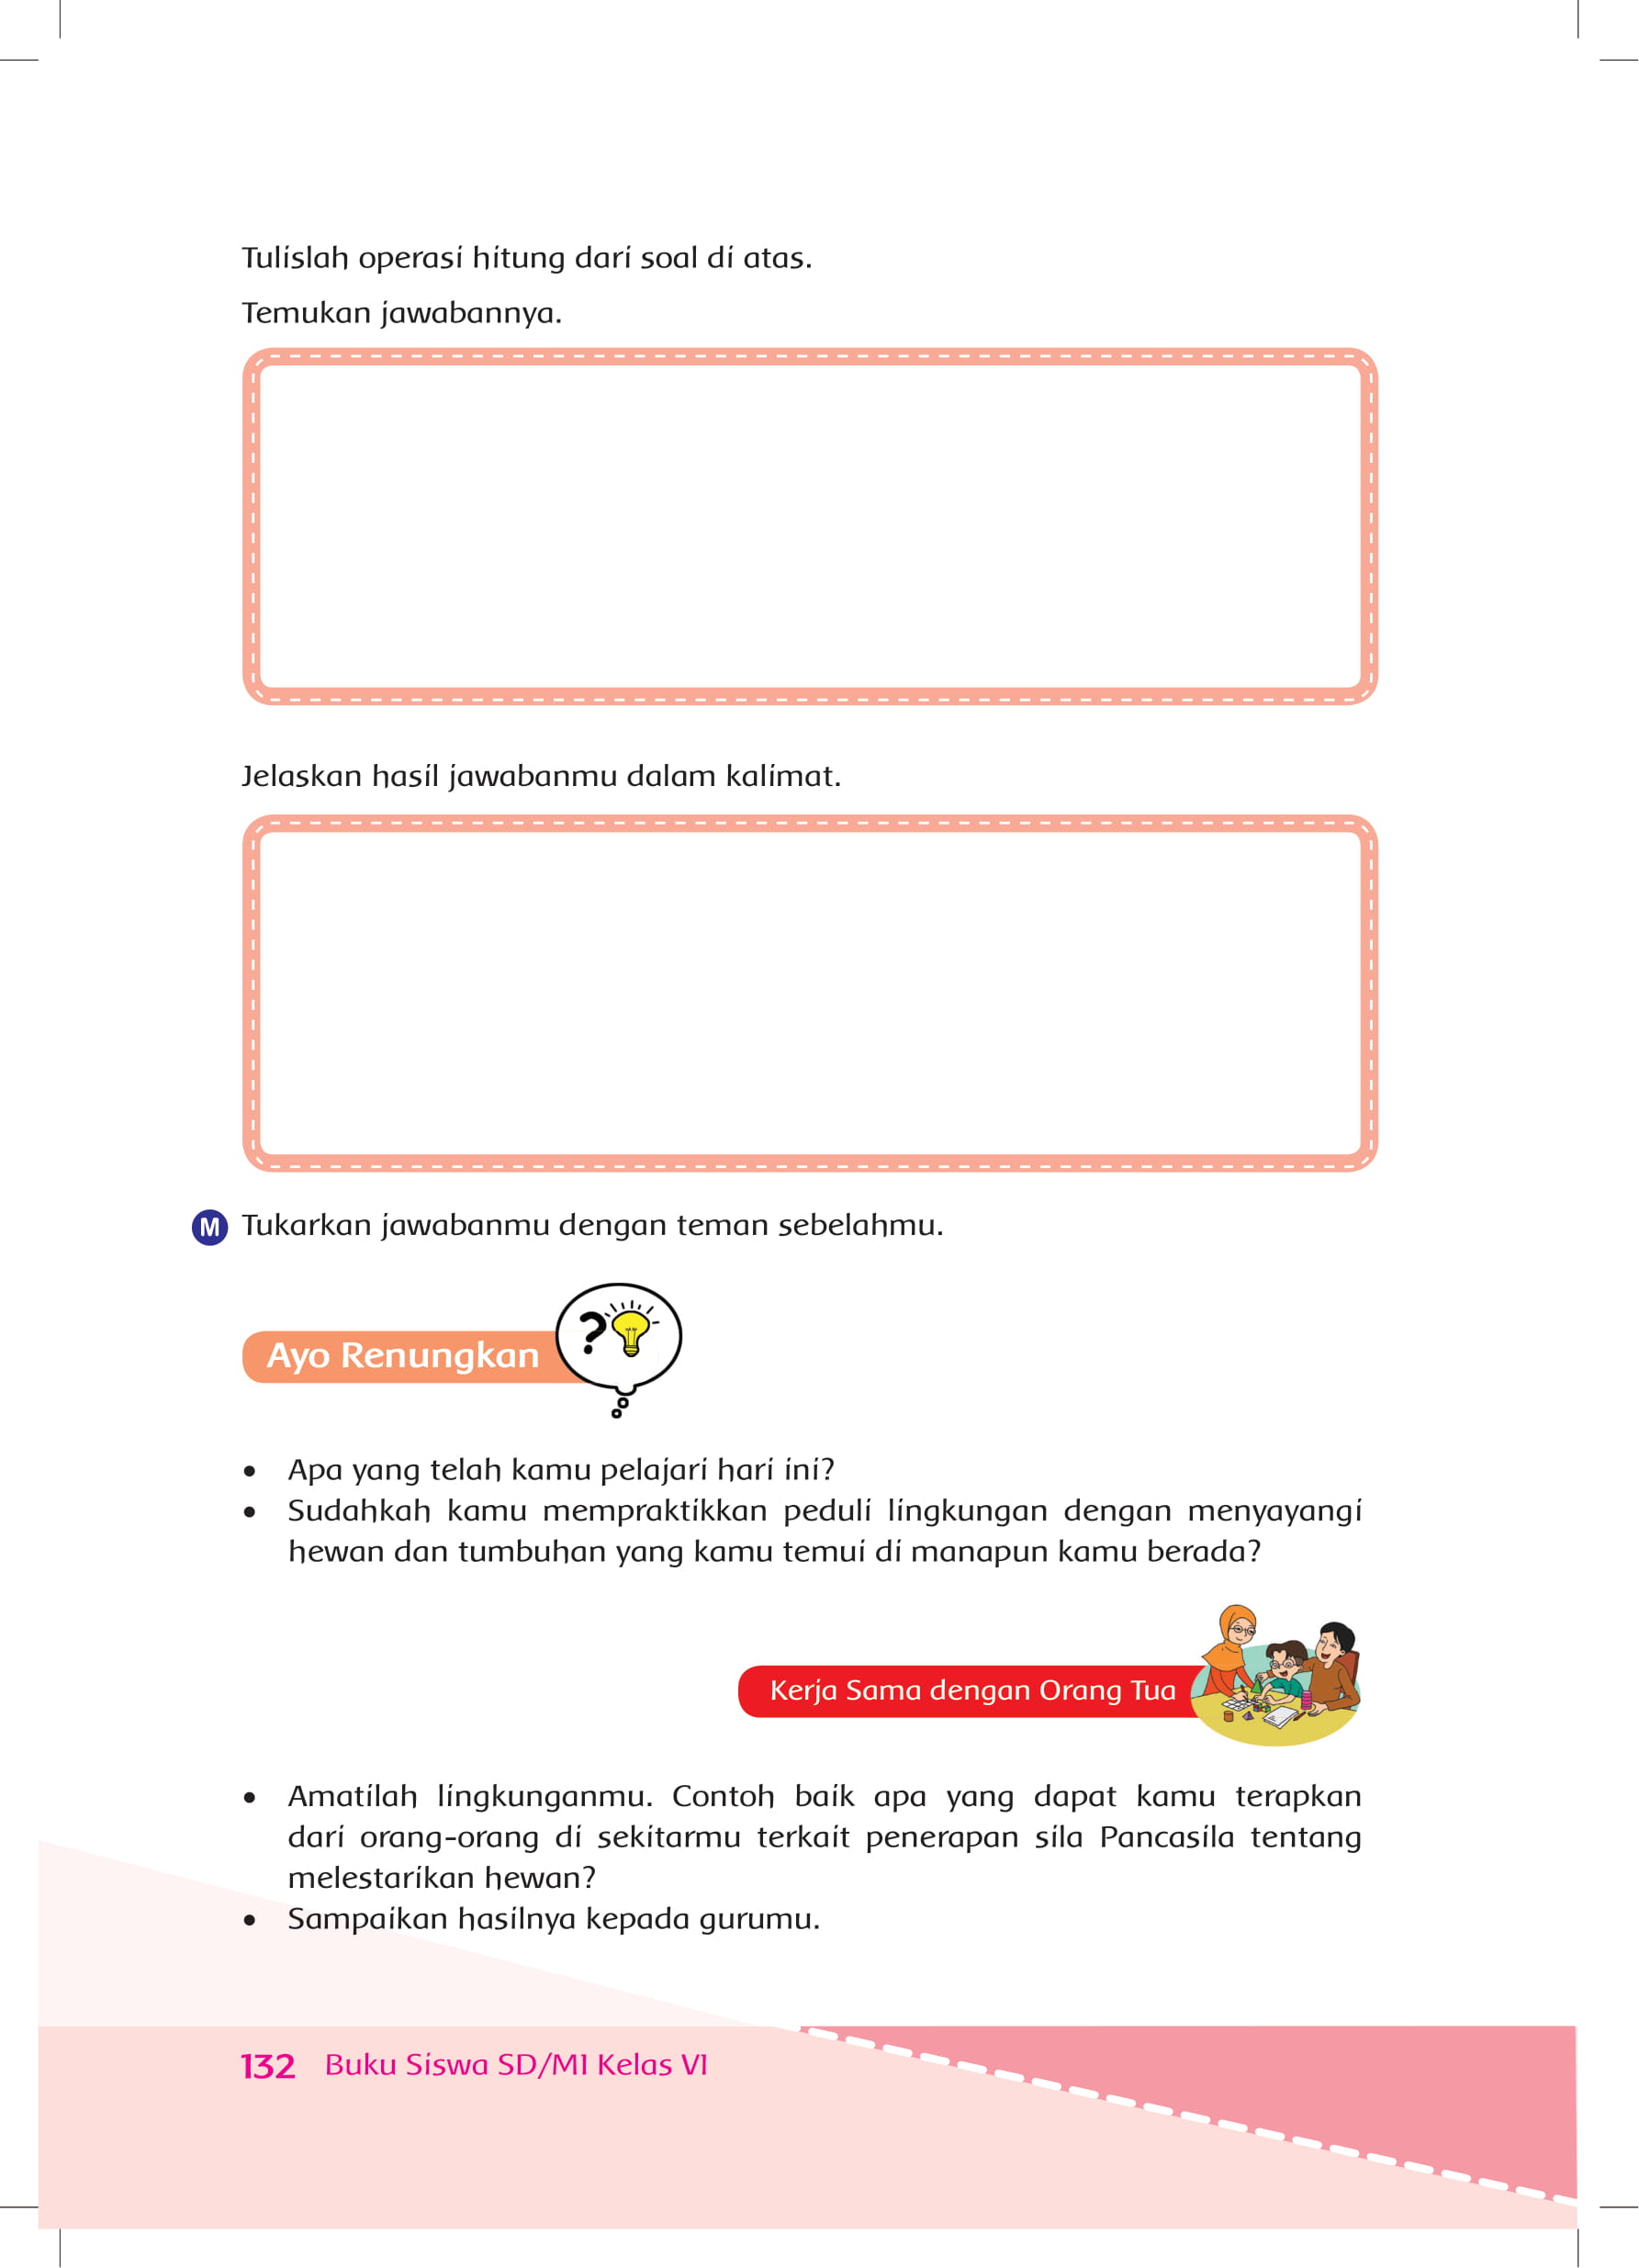 Tulislah operasi hitung dari soal di atas.
Temukan jawabannya.
Jelaskan hasil jawabanmu dalam kalimat.
M Tukarkan jawabanmu dengan teman sebelahmu.
?
Ayo Renungkan
• Apa yang telah kamu pelajari hari ini?
• Sudahkah kamu mempraktikkan peduli lingkungan dengan menyayangi
hewan dan tumbuhan yang kamu temui di manapun kamu berada?
Kerja Sama dengan Orang Tua
• Amatilah lingkunganmu. Contoh baik apa yang dapat kamu terapkan
dari orang-orang di sekitarmu terkait penerapan sila Pancasila tentang
melestarikan hewan?
• Sampaikan hasilnya kepada gurumu.
132 Buku Siswa SD/MI Kelas VI